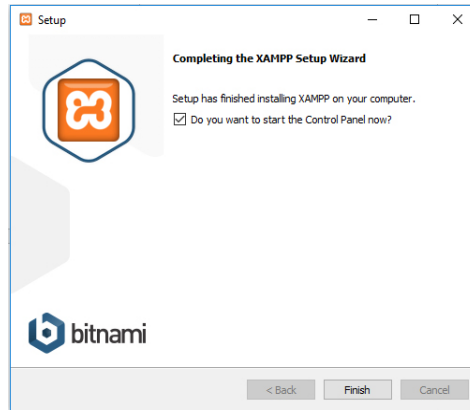 Setup
Completing the XAMPP Setup Wizard
Setup has finished installing XAMPP on your computer.
Do you want to start the Control Panel now?
bitnami
< Back
Finish
Cancel